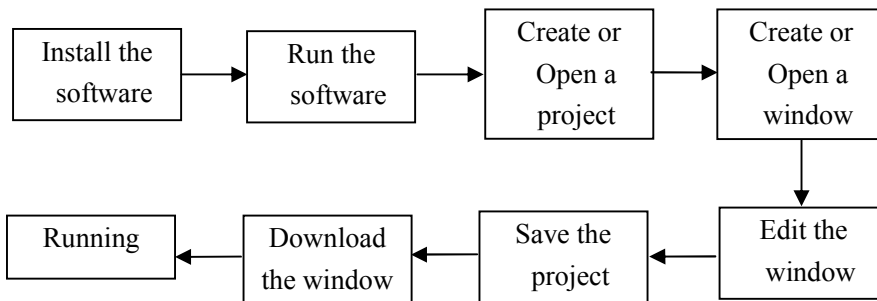 Install the
software
Run the
software
Create or
Open a
project
Create or
Open a
window
Edit the
window
Save the
project
Download
the window
Running